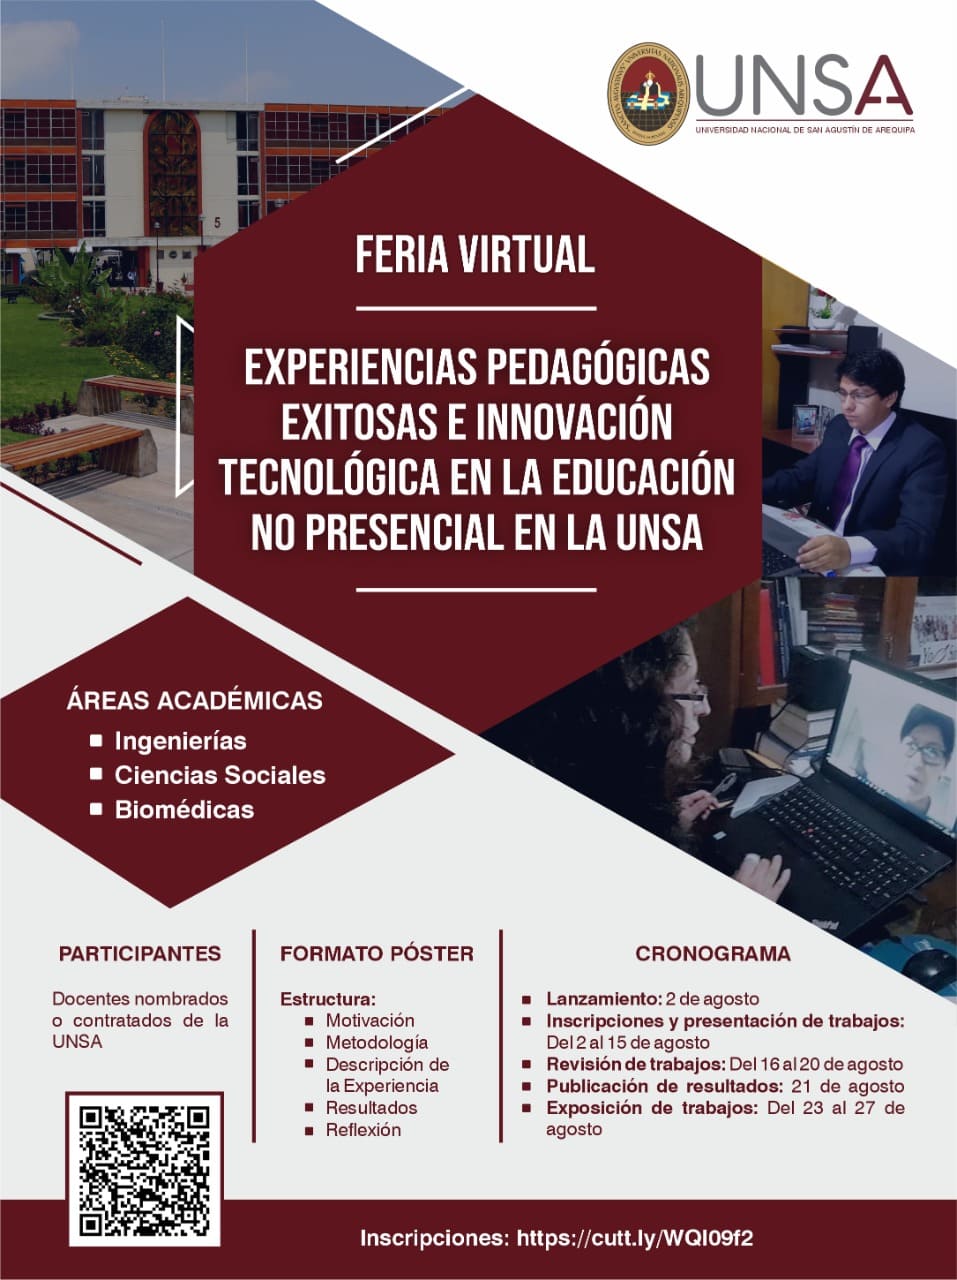 UNSA
UNIVERSIDAD NACIONAL DE SAN AGUSTÍN DE AREQUIPA
5
FERIA VIRTUAL
EXPERIENCIAS PEDAGÓGICAS
EXITOSAS E INNOVACIÓN
TECNOLÓGICA EN LA EDUCACIÓN
NO PRESENCIAL EN LA UNSA
ÁREAS ACADÉMICAS
Ingenierías
Ciencias Sociales
Biomédicas
PARTICIPANTES
Docentes nombrados
o contratados de la
UNSA
FORMATO PÓSTER
Estructura:
Motivación
Metodología
Descripción de
la Experiencia
Resultados
Reflexión
CRONOGRAMA
Lanzamiento: 2 de agosto
Inscripciones y presentación de trabajos:
Del 2 al 15 de agosto
Revisión de trabajos: Del 16 al 20 de agosto
Publicación de resultados: 21 de agosto
Exposición de trabajos: Del 23 al 27 de
agosto
Inscripciones: https://cutt.ly/WQI09f2